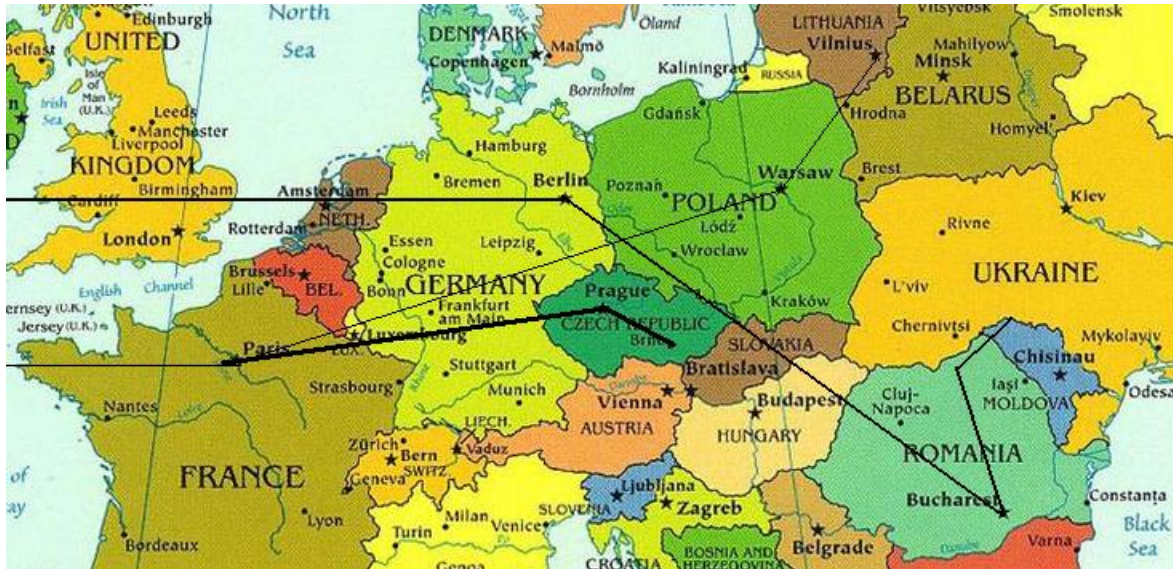 North
Sea
Edinburgh
UNITED
KINGDOM
Belfast
Isle
of
Man
(U.K.)
Irish
Sea
Leeds
Manchester
Liverpool
Birmingham
Cardiff
London
English Channel
Jersey (U.K.)
DENMARK
Copenhagen
Malmö
Öland
Bornholm
Kaliningrad
RUSSIA
LITHUANIA
Vilnius
Vitsyebsk
Smolensk
Mahilyow
Minsk
BELARUS
Hrodna
Homyel
Brest
Gdańsk
Hamburg
Bremen
Berlin
Amsterdam
NETH.
Rotterdam
Essen
Cologne
Bonn
Leipzig
GERMANY
Frankfurt
am Main
Brussels
BEL.
Lille
Luxembourg
LUX.
Poznań
POLAND
Warsaw
Łódź
Wrocław
Kraków
Kiev
Rivne
UKRAINE
L'viv
Chernivtsi
Mykolayiv
Odesa
Prague
CZECH REPUBLIC
Brno
SLOVAKIA
Bratislava
Paris
Strasbourg
Stuttgart
Munich
Nantes
Loire
FRANCE
Lyon
Bordeaux
Zürich
Bern
SWITZ.
Geneva
LIECH.
Vaduz
Danube
Vienna
AUSTRIA
Budapest
HUNGARY
Cluj-
Napoca
Iaşi
MOLDOVA
Chisinau
ROMANIA
Bucharest
Constanţa
Black
Sea
Varna
Danube
Turin
Milan
Venice
Po
Genoa
SLOVENIA
Ljubljana
Zagreb
CROATIA
BOSNIA AND
HERZEGOVINA
Belgrade